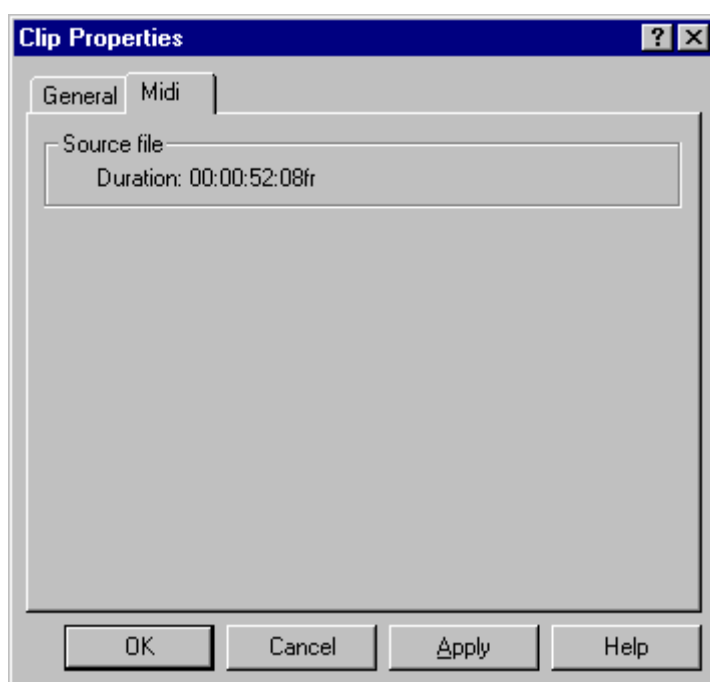 Clip Properties
General Midi
Source file
Duration: 00:00:52:08fr
OK Cancel Apply Help